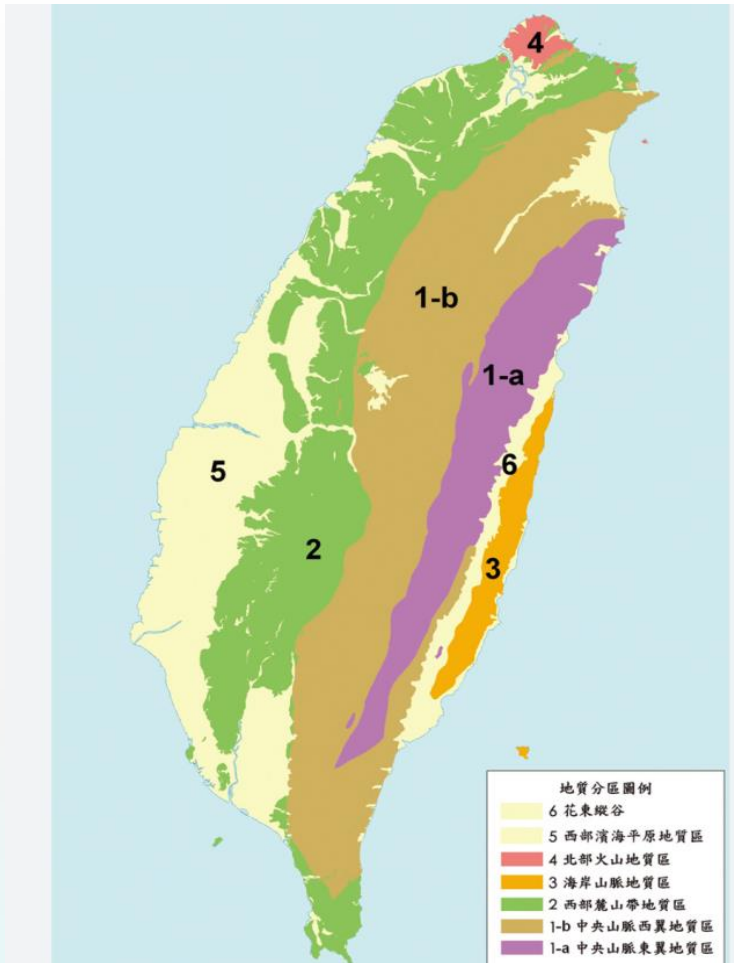 4
1-b
1-a
5
6
2
3
地質分區圖例
6 花東縱谷
5 西部濱海平原地質區
4 北部火山地質區
3 海岸山脈地質區
2 西部麓山帶地質區
1-b 中央山脈西翼地質區
1-a 中央山脈東翼地質區